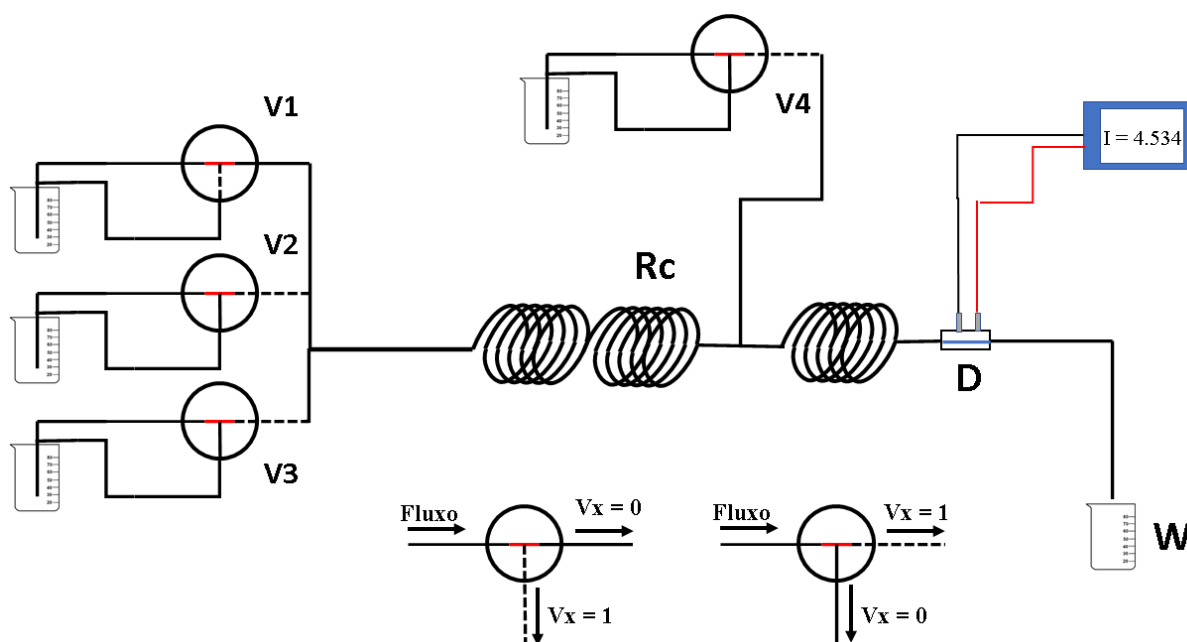 V1
V4
I = 4.534
V2
Rc
D
V3
Fluxo
Vx = 0
Vx = 1
Fluxo
Vx = 1
Vx = 0
W